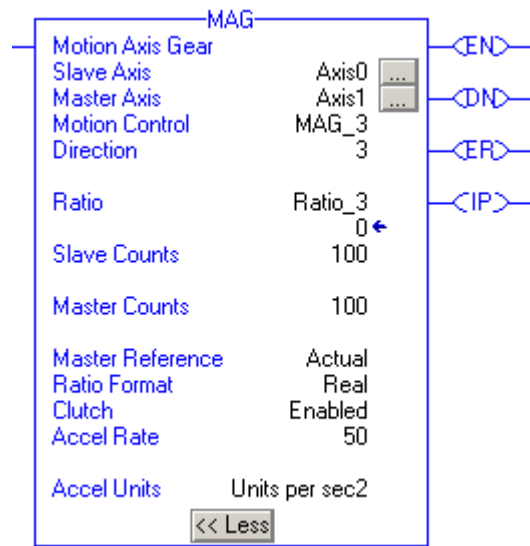 MAG
Motion Axis Gear
EN
Slave Axis Axis0 ...
Master Axis Axis1 ...
DN
Motion Control MAG_3
Direction 3
ER
Ratio Ratio_3
IP
0
Slave Counts 100
Master Counts 100
Master Reference Actual
Ratio Format Real
Clutch Enabled
Accel Rate 50
Accel Units Units per sec2
<< Less